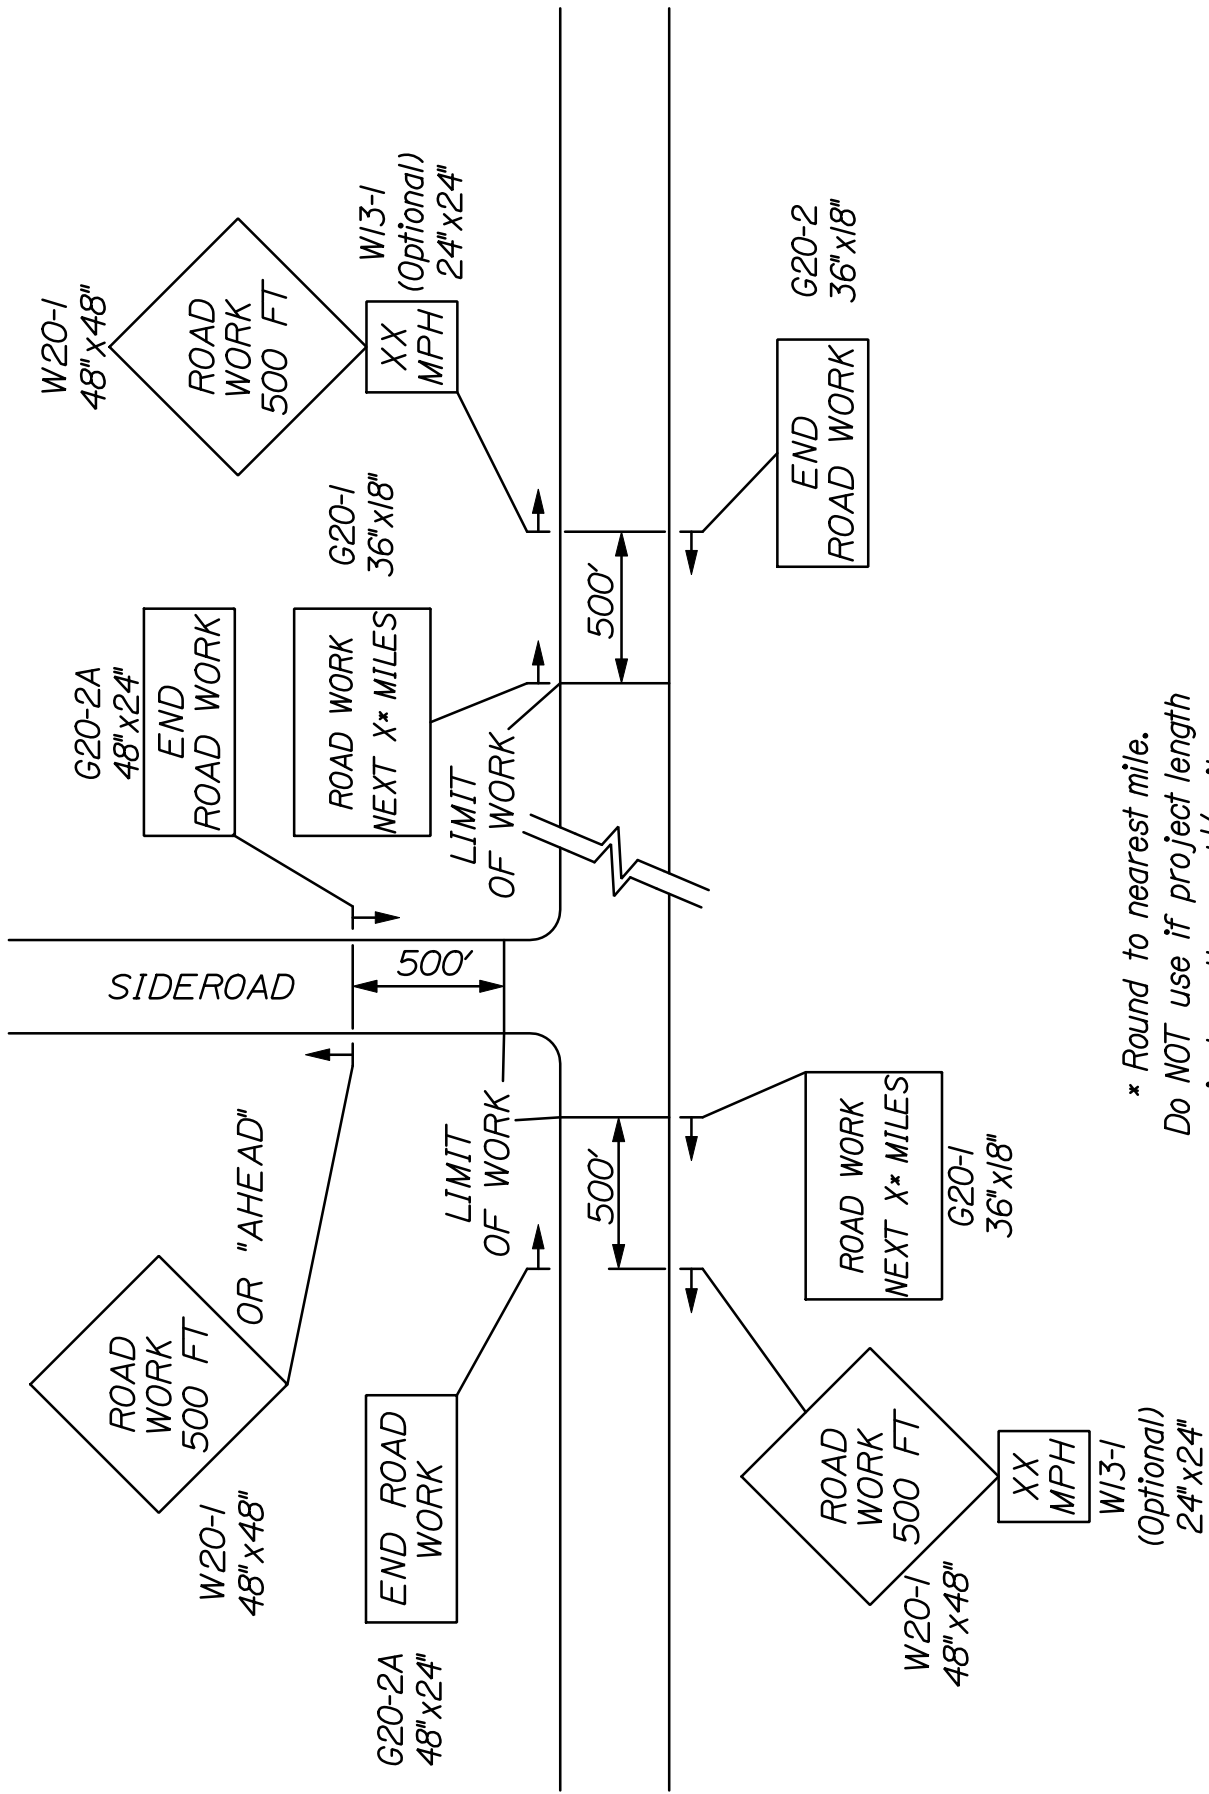 W20-1
48"x48"
ROAD
WORK
500 FT
OR "AHEAD"
SIDEROAD
G20-2A
48"x24"
END
ROAD WORK
W20-1
48"x48"
ROAD
WORK
500 FT
W13-1
(Optional)
24"x24"
XX
MPH
G20-1
36"x18"
ROAD WORK
NEXT X* MILES
500'
G20-2A
48"x24"
END ROAD
WORK
LIMIT
OF WORK
LIMIT
OF WORK
500'
500'
W20-1
48"x48"
ROAD
WORK
500 FT
XX
MPH
W13-1
(Optional)
24"x24"
ROAD WORK
NEXT X* MILES
G20-1
36"x18"
END
ROAD WORK
G20-2
36"x18"
* Round to nearest mile.
Do NOT use if project length